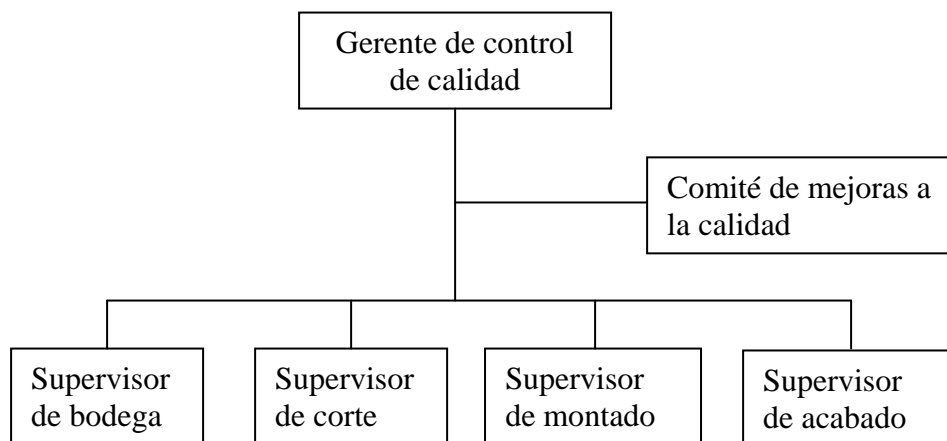 Gerente de control
de calidad
Comité de mejoras a
la calidad
Supervisor
de bodega
Supervisor
de corte
Supervisor
de montado
Supervisor
de acabado